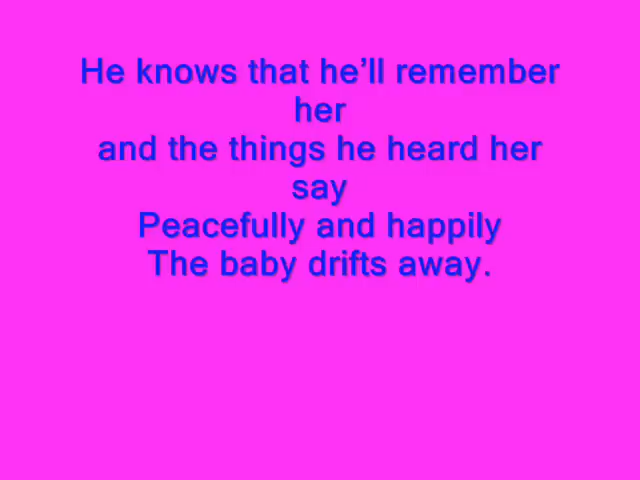 He knows that he’ll remember
her
and the things he heard her
say
Peacefully and happily
The baby drifts away.